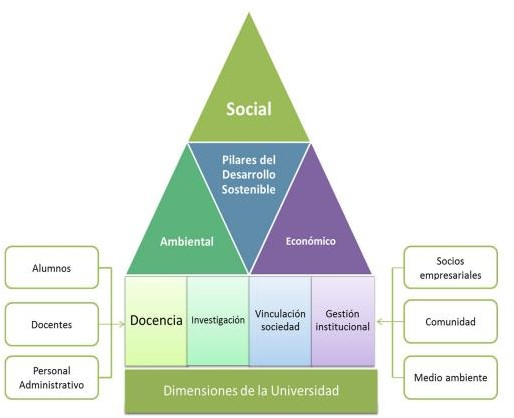 Social
Pilares del
Desarrollo
Sostenible
Ambiental
Económico
Alumnos
Docentes
Personal
Administrativo
Docencia
Investigación
Vinculación
sociedad
Gestión
institucional
Socios
empresariales
Comunidad
Medio ambiente
Dimensiones de la Universidad